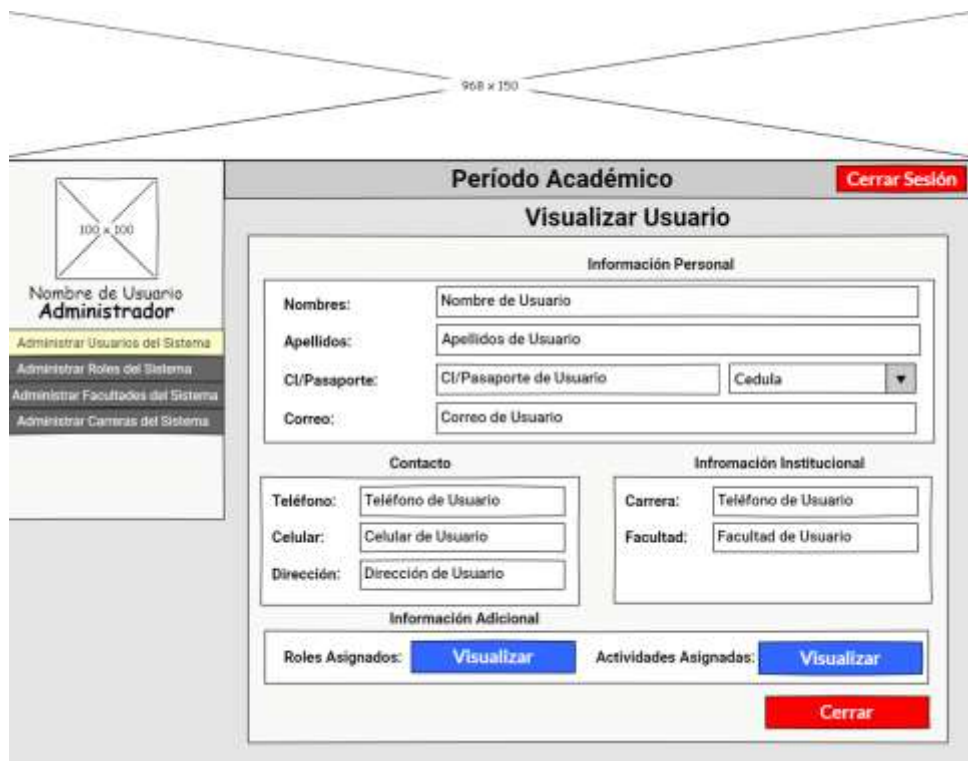 968 x 150
Período Académico
Cerrar Sesión
100 x 100
Nombre de Usuario
Administrador
Administrar Usuarios del Sistema
Administrar Roles del Sistema
Administrar Facultades del Sistema
Administrar Carreras del Sistema
Visualizar Usuario
Información Personal
Nombres: Nombre de Usuario
Apellidos: Apellidos de Usuario
CI/Pasaporte: CI/Pasaporte de Usuario Cedula
Correo: Correo de Usuario
Contacto
Teléfono: Teléfono de Usuario
Celular: Celular de Usuario
Dirección: Dirección de Usuario
Infromación Institucional
Carrera: Teléfono de Usuario
Facultad: Facultad de Usuario
Información Adicional
Roles Asignados: Visualizar Actividades Asignadas: Visualizar
Cerrar